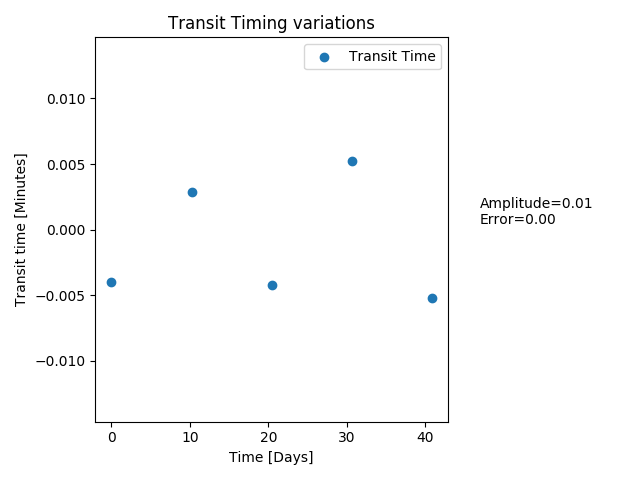 Transit Timing variations
Transit Time
0.010
0.005
0.000
−0.005
−0.010
Transit time [Minutes]
Amplitude=0.01
Error=0.00
0 10 20 30 40
Time [Days]